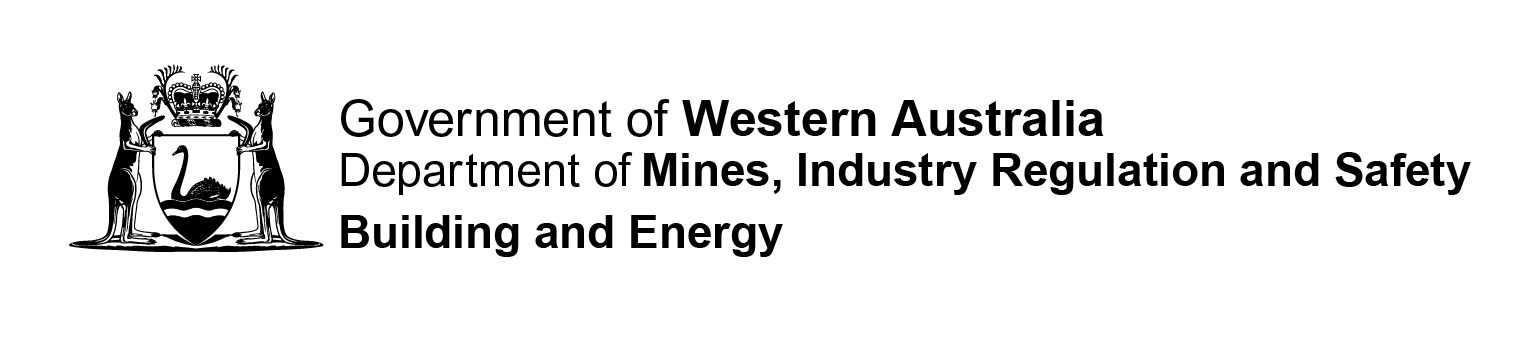 Government of Western Australia
Department of Mines, Industry Regulation and Safety
Building and Energy